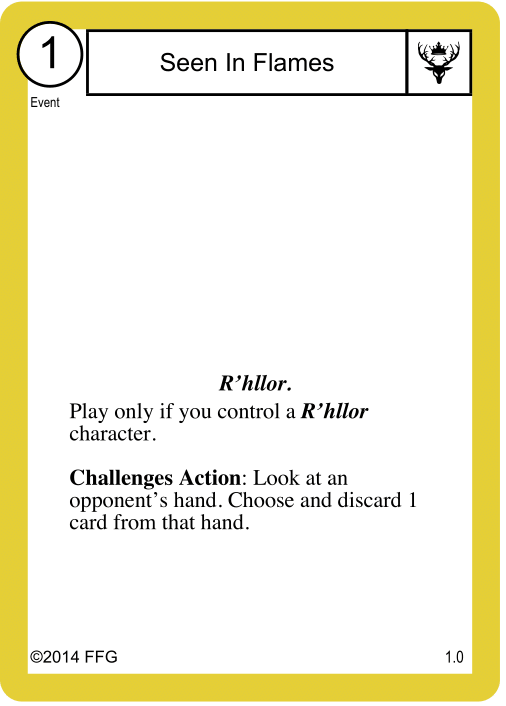 1
Seen In Flames
Event
R’hllor.
Play only if you control a R’hllor
character.
Challenges Action: Look at an
opponent’s hand. Choose and discard 1
card from that hand.
©2014 FFG
1.0